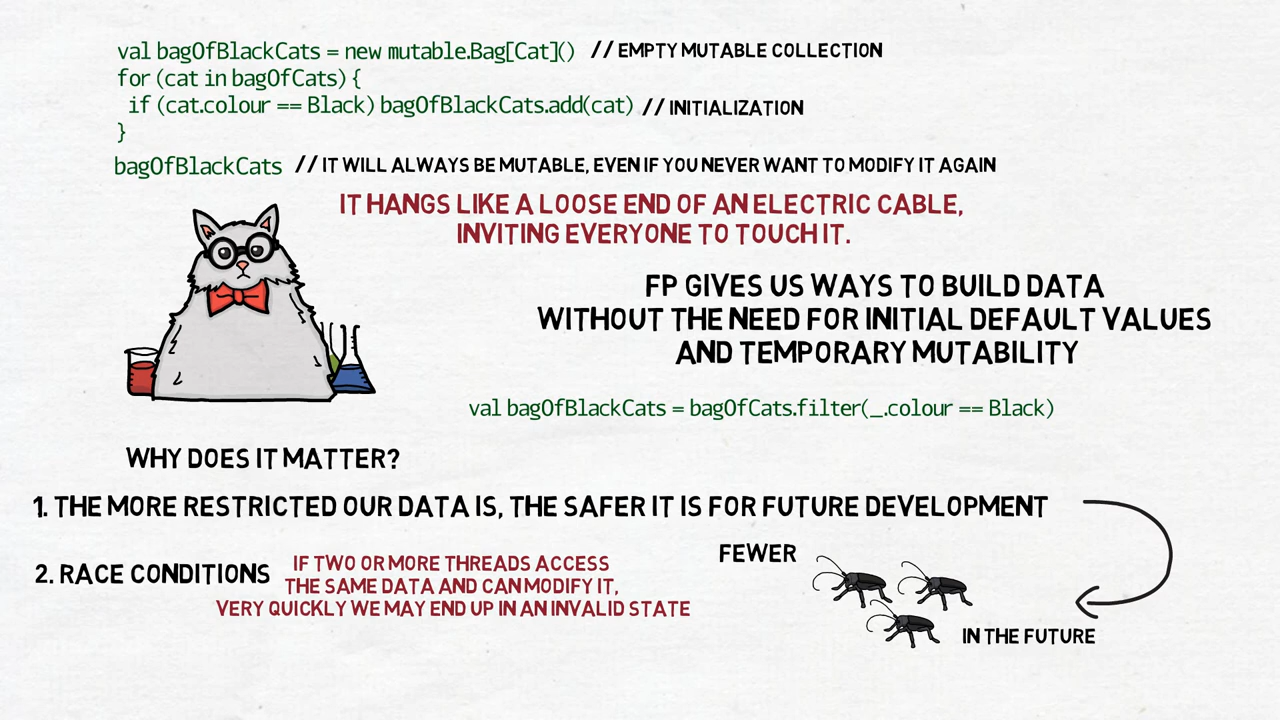 val bagOfBlackCats = new mutable.Bag[Cat]() // EMPTY MUTABLE COLLECTION
for (cat in bagOfCats) {
if (cat.colour == Black) bagOfBlackCats.add(cat) // INITIALIZATION
}
bagOfBlackCats // IT WILL ALWAYS BE MUTABLE, EVEN IF YOU NEVER WANT TO MODIFY IT AGAIN
IT HANGS LIKE A LOOSE END OF AN ELECTRIC CABLE,
INVITING EVERYONE TO TOUCH IT.
FP GIVES US WAYS TO BUILD DATA
WITHOUT THE NEED FOR INITIAL DEFAULT VALUES
AND TEMPORARY MUTABILITY
val bagOfBlackCats = bagOfCats.filter(_.colour == Black)
WHY DOES IT MATTER?
1. THE MORE RESTRICTED OUR DATA IS, THE SAFER IT IS FOR FUTURE DEVELOPMENT
FEWER
IN THE FUTURE
2. RACE CONDITIONS
IF TWO OR MORE THREADS ACCESS
THE SAME DATA AND CAN MODIFY IT,
VERY QUICKLY WE MAY END UP IN AN INVALID STATE